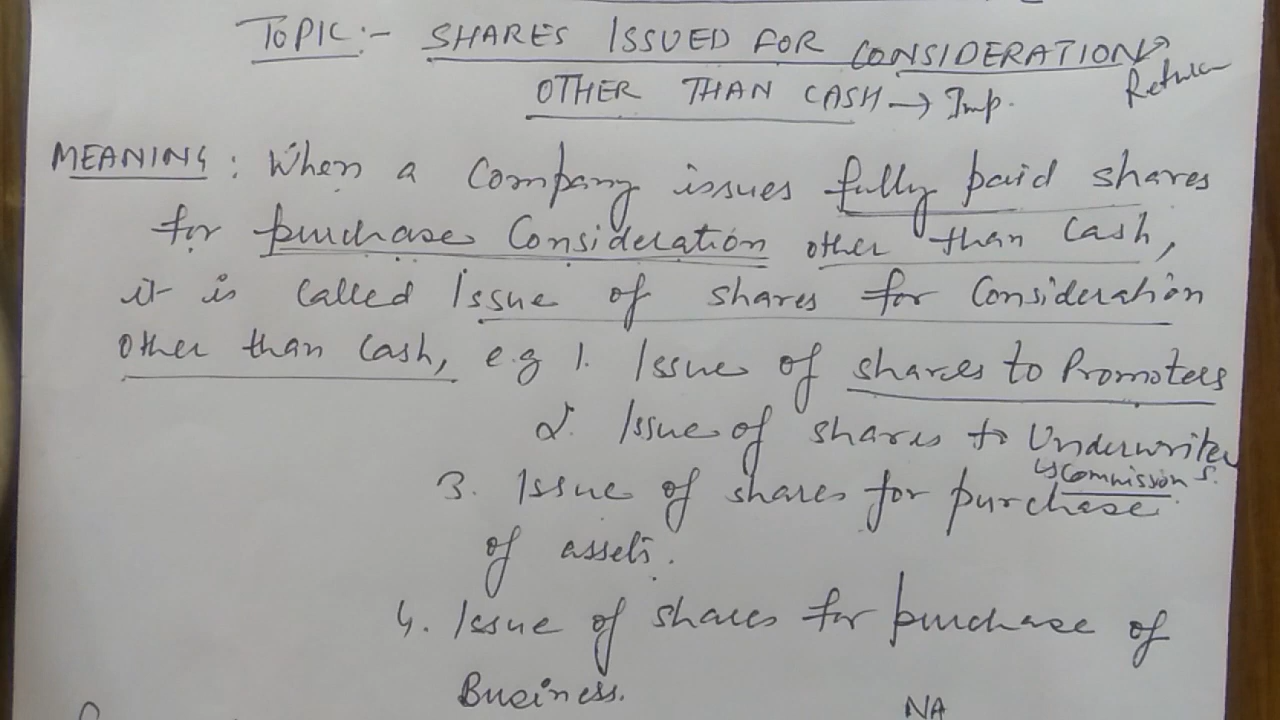 TOPIC:- SHARES ISSUED FOR CONSIDERATION
OTHER THAN CASH → Imp. Return
MEANING: When a Company issues fully paid shares
for purchase Consideration other than Cash,
it is called Issue of shares for Consideration
other than Cash, e.g 1. Issue of shares to Promoters
2. Issue of shares to Underwriters
↳ Commission
3. Issue of shares for purchase
of assets.
4. Issue of shares for purchase of
Business.
NA